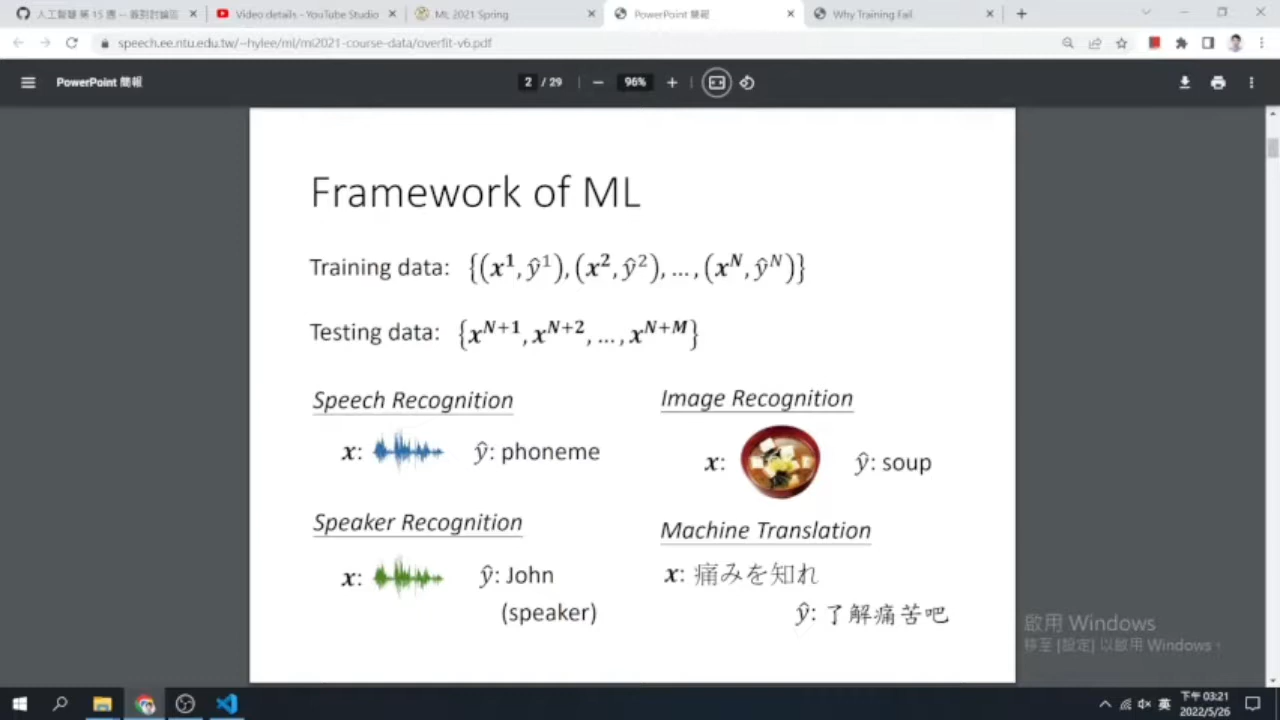 人工智慧 第 15 週 -- 簽到討論區
Video details - YouTube Studio
ML 2021 Spring
PowerPoint 簡報
Why Training Fail
speech.ee.ntu.edu.tw/~hylee/ml/ml2021-course-data/overfit-v6.pdf
PowerPoint 簡報
2 / 29
96%
Framework of ML
Training data: {(x¹, ŷ¹), (x², ŷ²), … , (xᴺ, ŷᴺ)}
Testing data: {xᴺ⁺¹, xᴺ⁺², … , xᴺ⁺ᴹ}
Speech Recognition
x: ŷ: phoneme
Image Recognition
x: ŷ: soup
Speaker Recognition
x: ŷ: John
(speaker)
Machine Translation
x: 痛みを知れ
ŷ: 了解痛苦吧
啟用 Windows
移至 [設定] 以啟用 Windows。
英
下午 03:21
2022/5/26